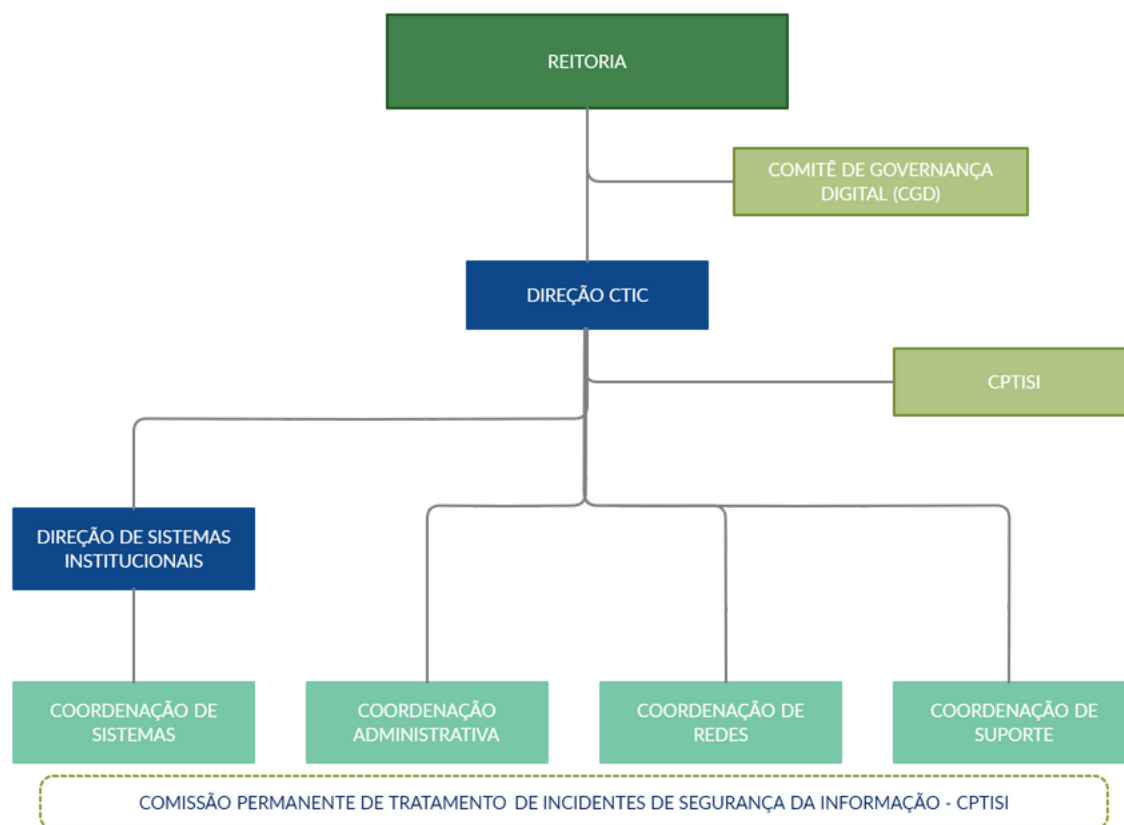 REITORIA
COMITÊ DE GOVERNANÇA
DIGITAL (CGD)
DIREÇÃO CTIC
CPTISI
DIREÇÃO DE SISTEMAS
INSTITUCIONAIS
COORDENAÇÃO DE
SISTEMAS
COORDENAÇÃO
ADMINISTRATIVA
COORDENAÇÃO DE
REDES
COORDENAÇÃO DE
SUPORTE
COMISSÃO PERMANENTE DE TRATAMENTO DE INCIDENTES DE SEGURANÇA DA INFORMAÇÃO - CPTISI